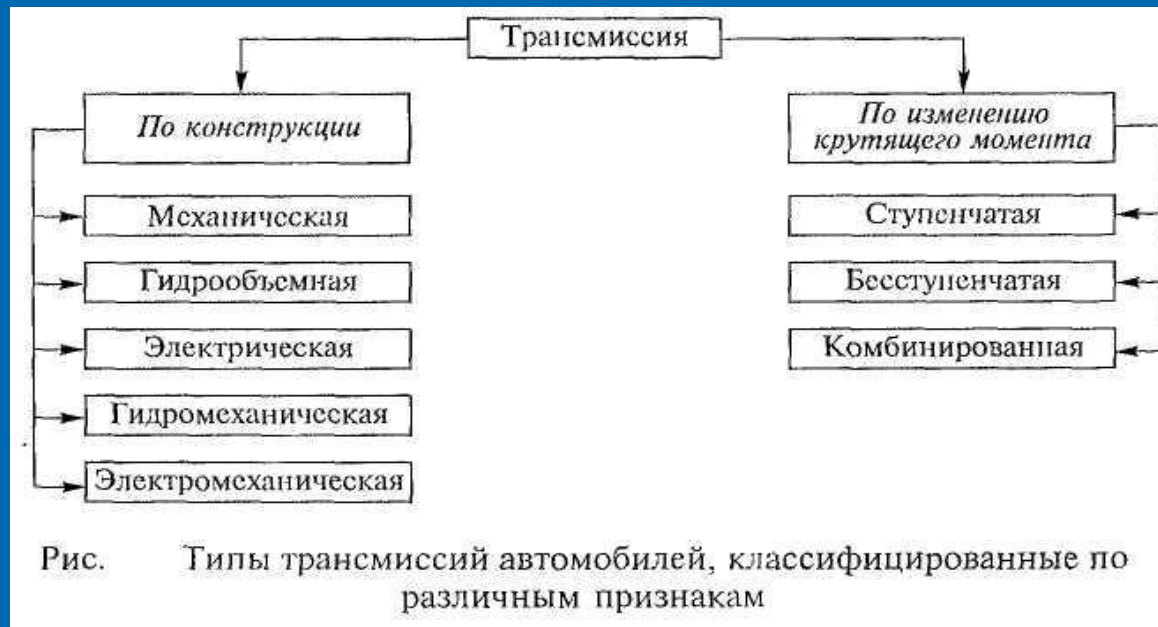 Трансмиссия
По конструкции
Механическая
Гидрообъемная
Электрическая
Гидромеханическая
Электромеханическая
По изменению
крутящего момента
Ступенчатая
Бесступенчатая
Комбинированная
Рис. Типы трансмиссий автомобилей, классифицированные по
различным признакам